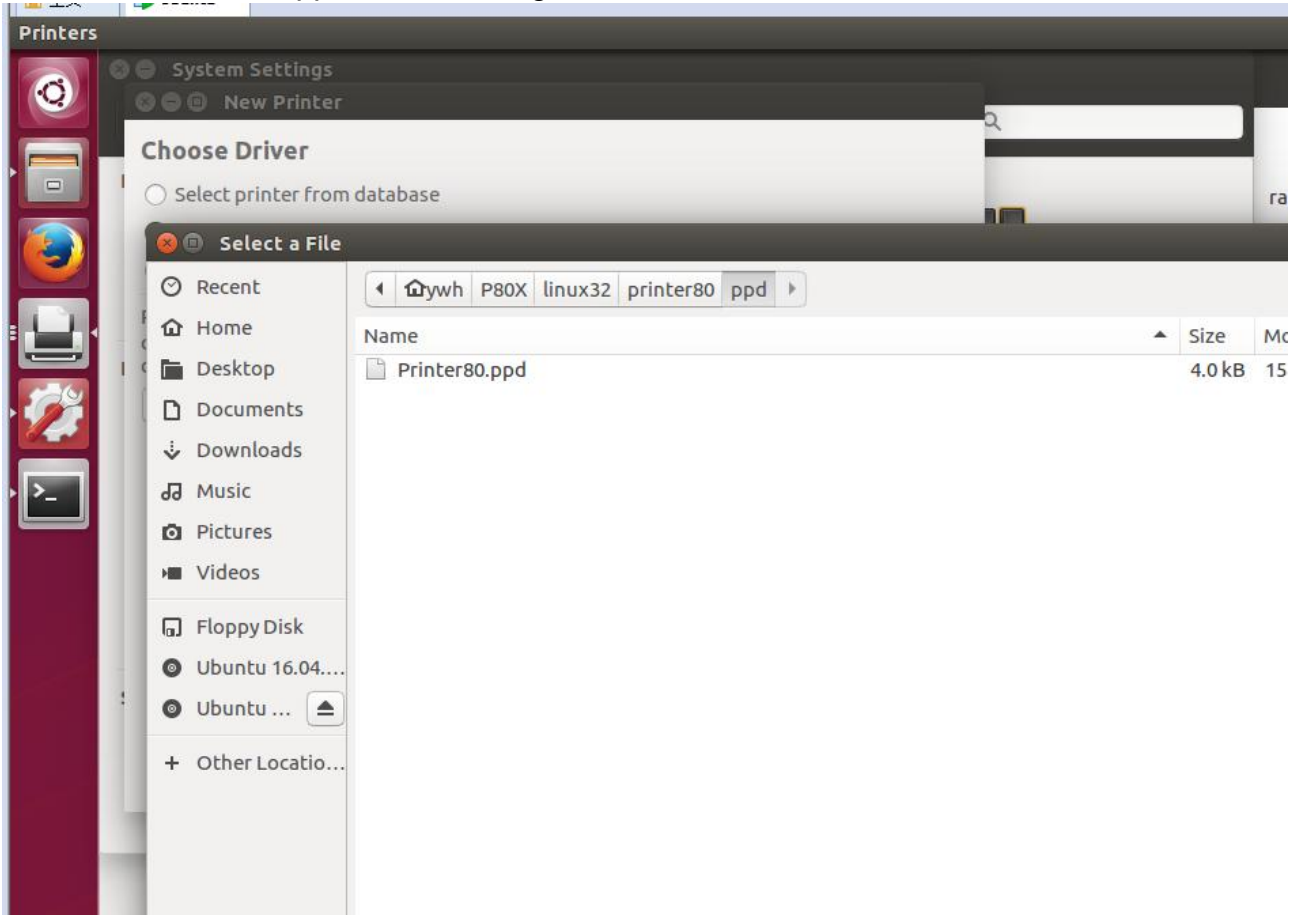 Printers
System Settings
New Printer
Choose Driver
Select printer from database
ra
Select a File
Recent
Home
Desktop
Documents
Downloads
Music
Pictures
Videos
Floppy Disk
Ubuntu 16.04....
Ubuntu ...
+ Other Locatio...
ywh P80X linux32 printer80 ppd
Name Size Mo
Printer80.ppd 4.0 kB 15